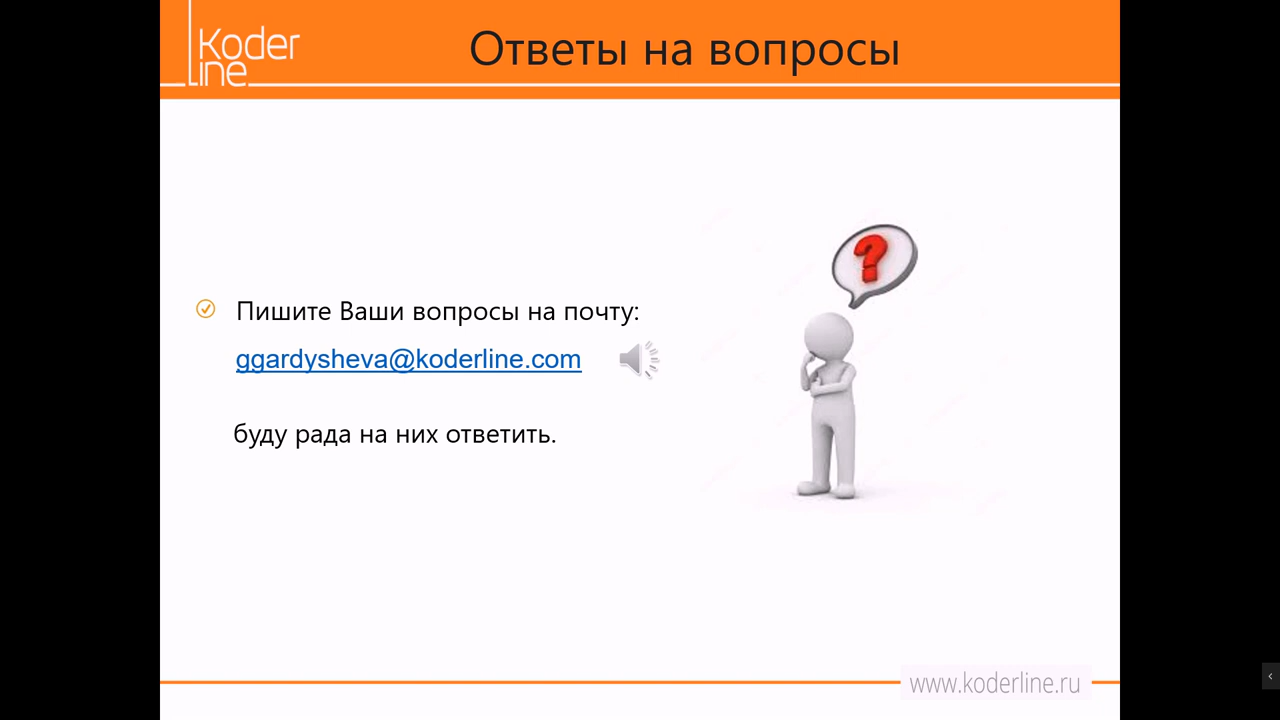 Koder
line
Ответы на вопросы
?
Пишите Ваши вопросы на почту:
ggardysheva@koderline.com
буду рада на них ответить.
www.koderline.ru